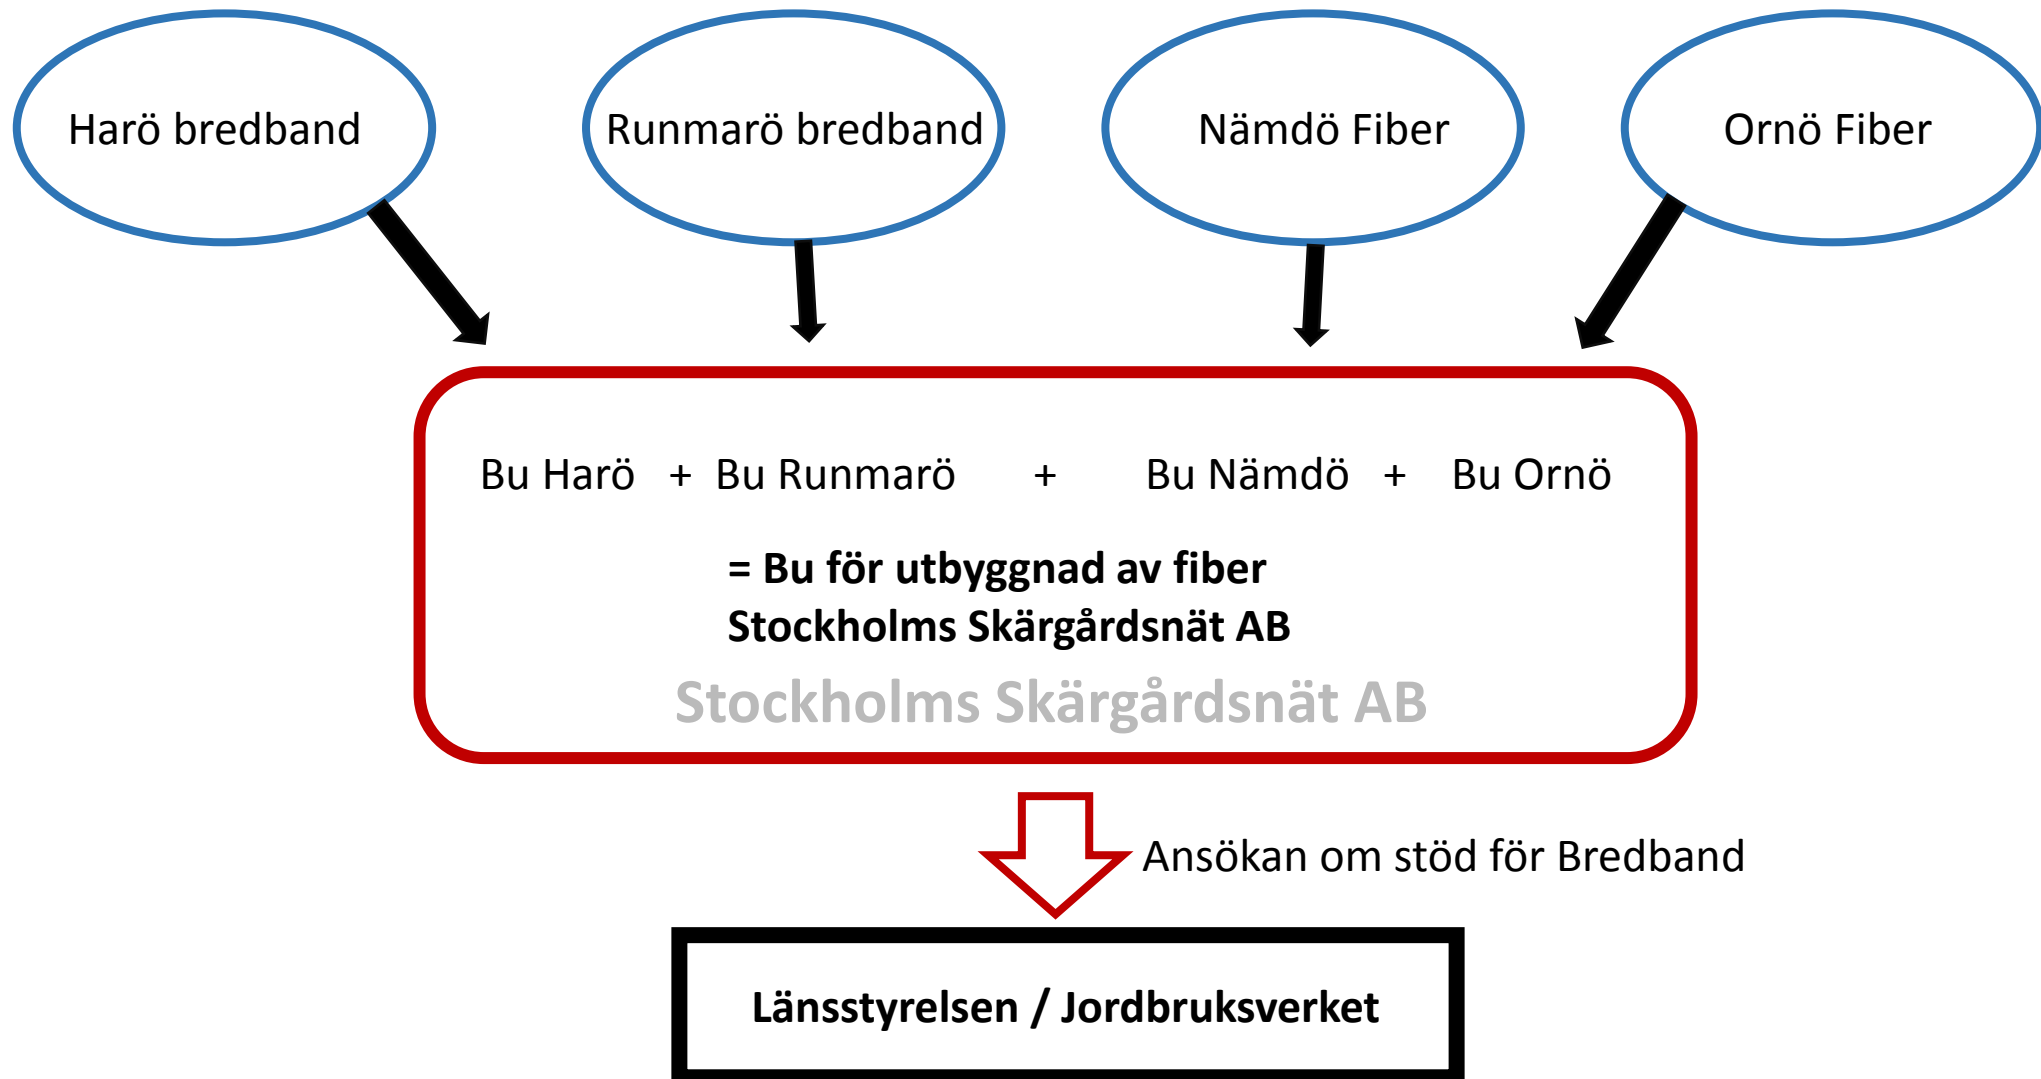 Harö bredband
Runmarö bredband
Nämdö Fiber
Ornö Fiber
Bu Harö + Bu Runmarö + Bu Nämdö + Bu Ornö
= Bu för utbyggnad av fiber
Stockholms Skärgårdsnät AB
Stockholms Skärgårdsnät AB
Ansökan om stöd för Bredband
Länsstyrelsen / Jordbruksverket